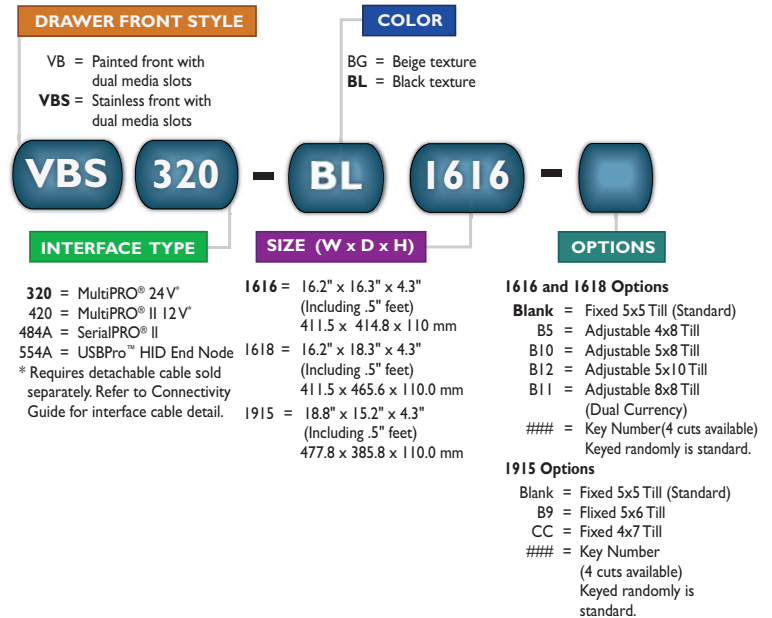 DRAWER FRONT STYLE
VB = Painted front with
dual media slots
VBS = Stainless front with
dual media slots
COLOR
BG = Beige texture
BL = Black texture
VBS 320 - BL 1616 -
INTERFACE TYPE
320 = MultiPRO® 24V*
420 = MultiPRO® II 12V*
484A = SerialPRO® II
554A = USBPro™ HID End Node
* Requires detachable cable sold
separately. Refer to Connectivity
Guide for interface cable detail.
SIZE (W x D x H)
1616 = 16.2" x 16.3" x 4.3"
(Including .5" feet)
411.5 x 414.8 x 110 mm
1618 = 16.2" x 18.3" x 4.3"
(Including .5" feet)
411.5 x 465.6 x 110.0 mm
1915 = 18.8" x 15.2" x 4.3"
(Including .5" feet)
477.8 x 385.8 x 110.0 mm
OPTIONS
1616 and 1618 Options
Blank = Fixed 5x5 Till (Standard)
B5 = Adjustable 4x8 Till
B10 = Adjustable 5x8 Till
B12 = Adjustable 5x10 Till
B11 = Adjustable 8x8 Till
(Dual Currency)
### = Key Number(4 cuts available)
Keyed randomly is standard.
1915 Options
Blank = Fixed 5x5 Till (Standard)
B9 = Flixed 5x6 Till
CC = Fixed 4x7 Till
### = Key Number
(4 cuts available)
Keyed randomly is
standard.